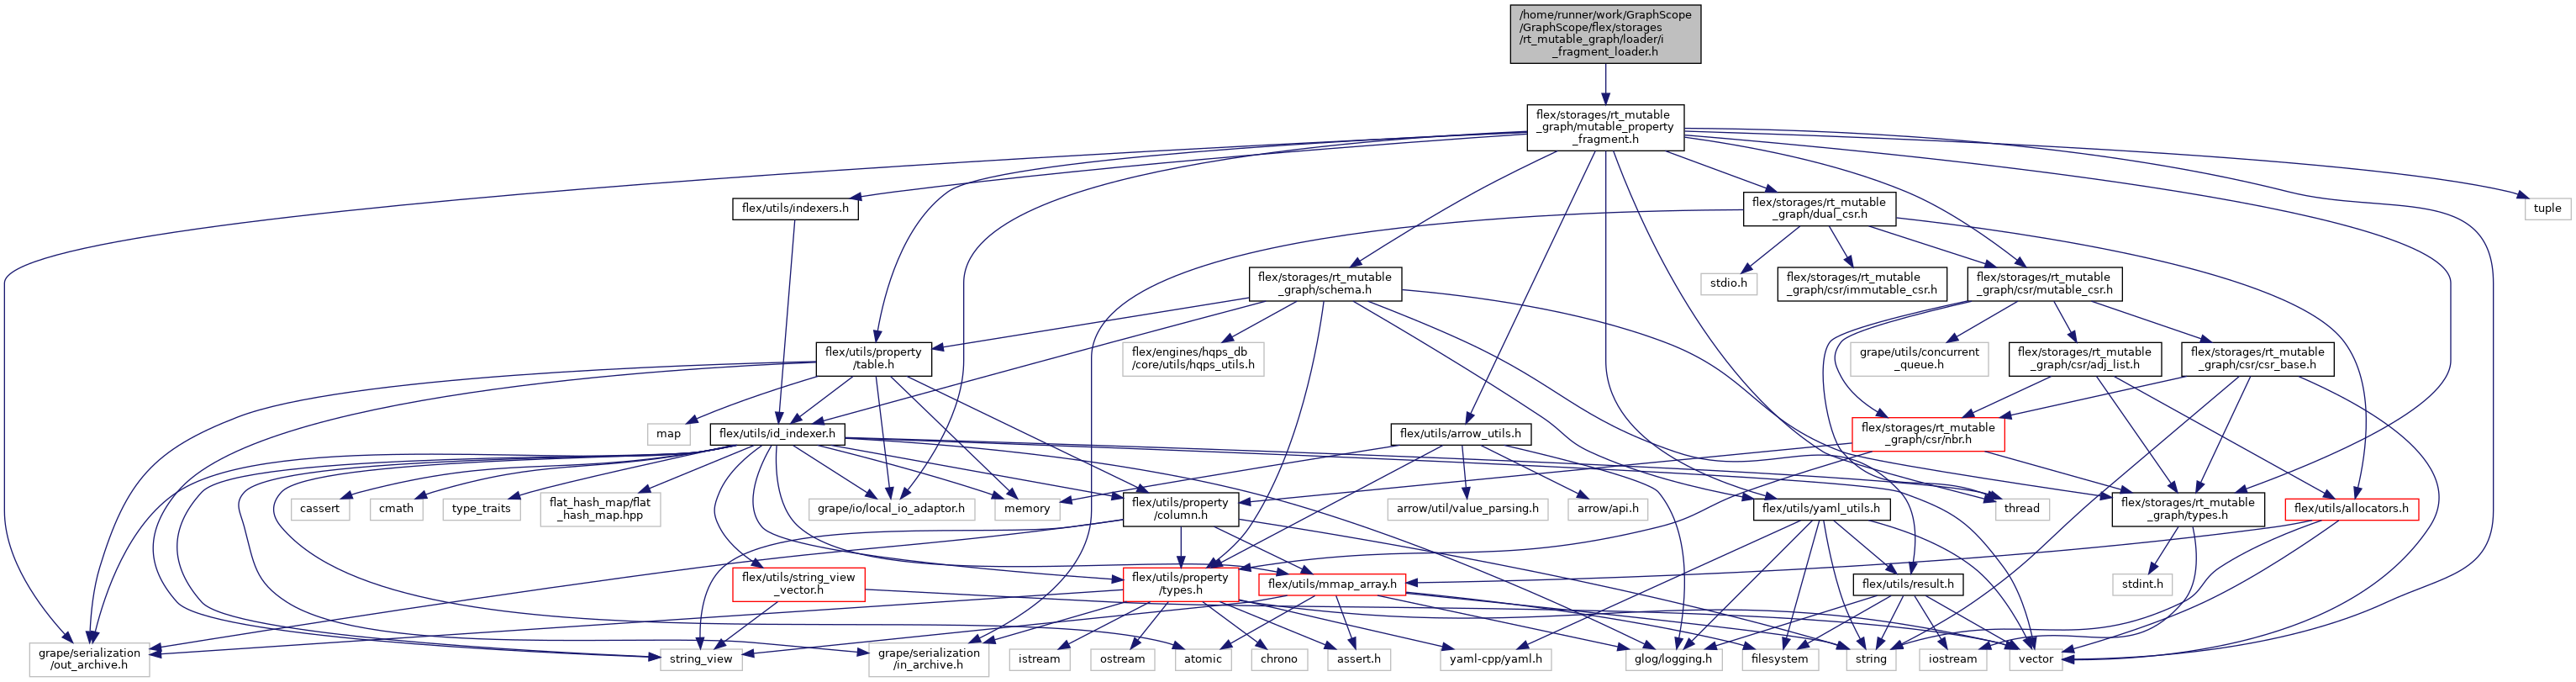 /home/runner/work/GraphScope
/GraphScope/flex/storages
/rt_mutable_graph/loader/i
_fragment_loader.h
flex/storages/rt_mutable
_graph/mutable_property
_fragment.h
flex/utils/indexers.h
flex/storages/rt_mutable
_graph/dual_csr.h
tuple
flex/storages/rt_mutable
_graph/schema.h
stdio.h
flex/storages/rt_mutable
_graph/csr/immutable_csr.h
flex/storages/rt_mutable
_graph/csr/mutable_csr.h
flex/utils/property
/table.h
flex/engines/hqps_db
/core/utils/hqps_utils.h
grape/utils/concurrent
_queue.h
flex/storages/rt_mutable
_graph/csr/adj_list.h
flex/storages/rt_mutable
_graph/csr/csr_base.h
map
flex/utils/id_indexer.h
flex/utils/arrow_utils.h
flex/storages/rt_mutable
_graph/csr/nbr.h
cassert
cmath
type_traits
flat_hash_map/flat
_hash_map.hpp
grape/io/local_io_adaptor.h
memory
flex/utils/property
/column.h
arrow/util/value_parsing.h
arrow/api.h
flex/utils/yaml_utils.h
thread
flex/storages/rt_mutable
_graph/types.h
flex/utils/allocators.h
flex/utils/string_view
_vector.h
flex/utils/property
/types.h
flex/utils/mmap_array.h
flex/utils/result.h
stdint.h
grape/serialization
/out_archive.h
string_view
grape/serialization
/in_archive.h
istream
ostream
atomic
chrono
assert.h
yaml-cpp/yaml.h
glog/logging.h
filesystem
string
iostream
vector